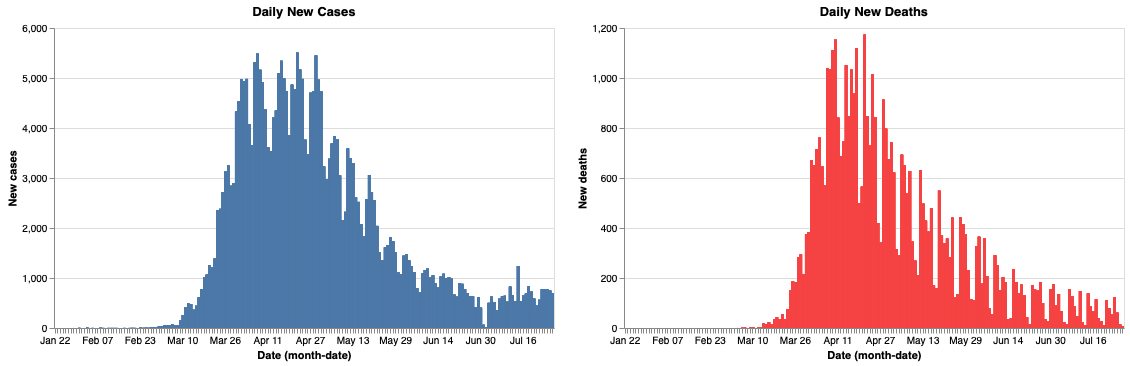 Daily New Cases
6,000
5,000
4,000
3,000
2,000
1,000
0
New cases
Jan 22 Feb 07 Feb 23 Mar 10 Mar 26 Apr 11 Apr 27 May 13 May 29 Jun 14 Jun 30 Jul 16
Date (month-date)
Daily New Deaths
1,200
1,000
800
600
400
200
0
New deaths
Jan 22 Feb 07 Feb 23 Mar 10 Mar 26 Apr 11 Apr 27 May 13 May 29 Jun 14 Jun 30 Jul 16
Date (month-date)